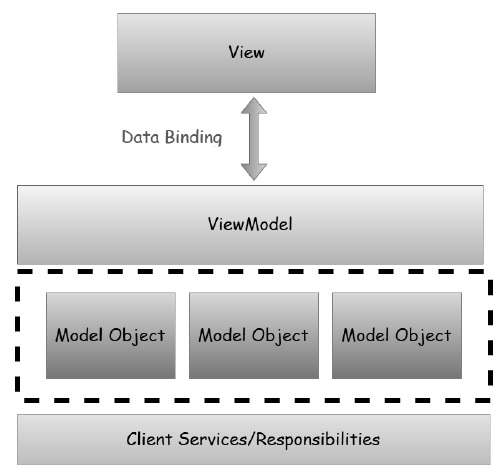 View
Data Binding
ViewModel
Model Object
Model Object
Model Object
Client Services/Responsibilities